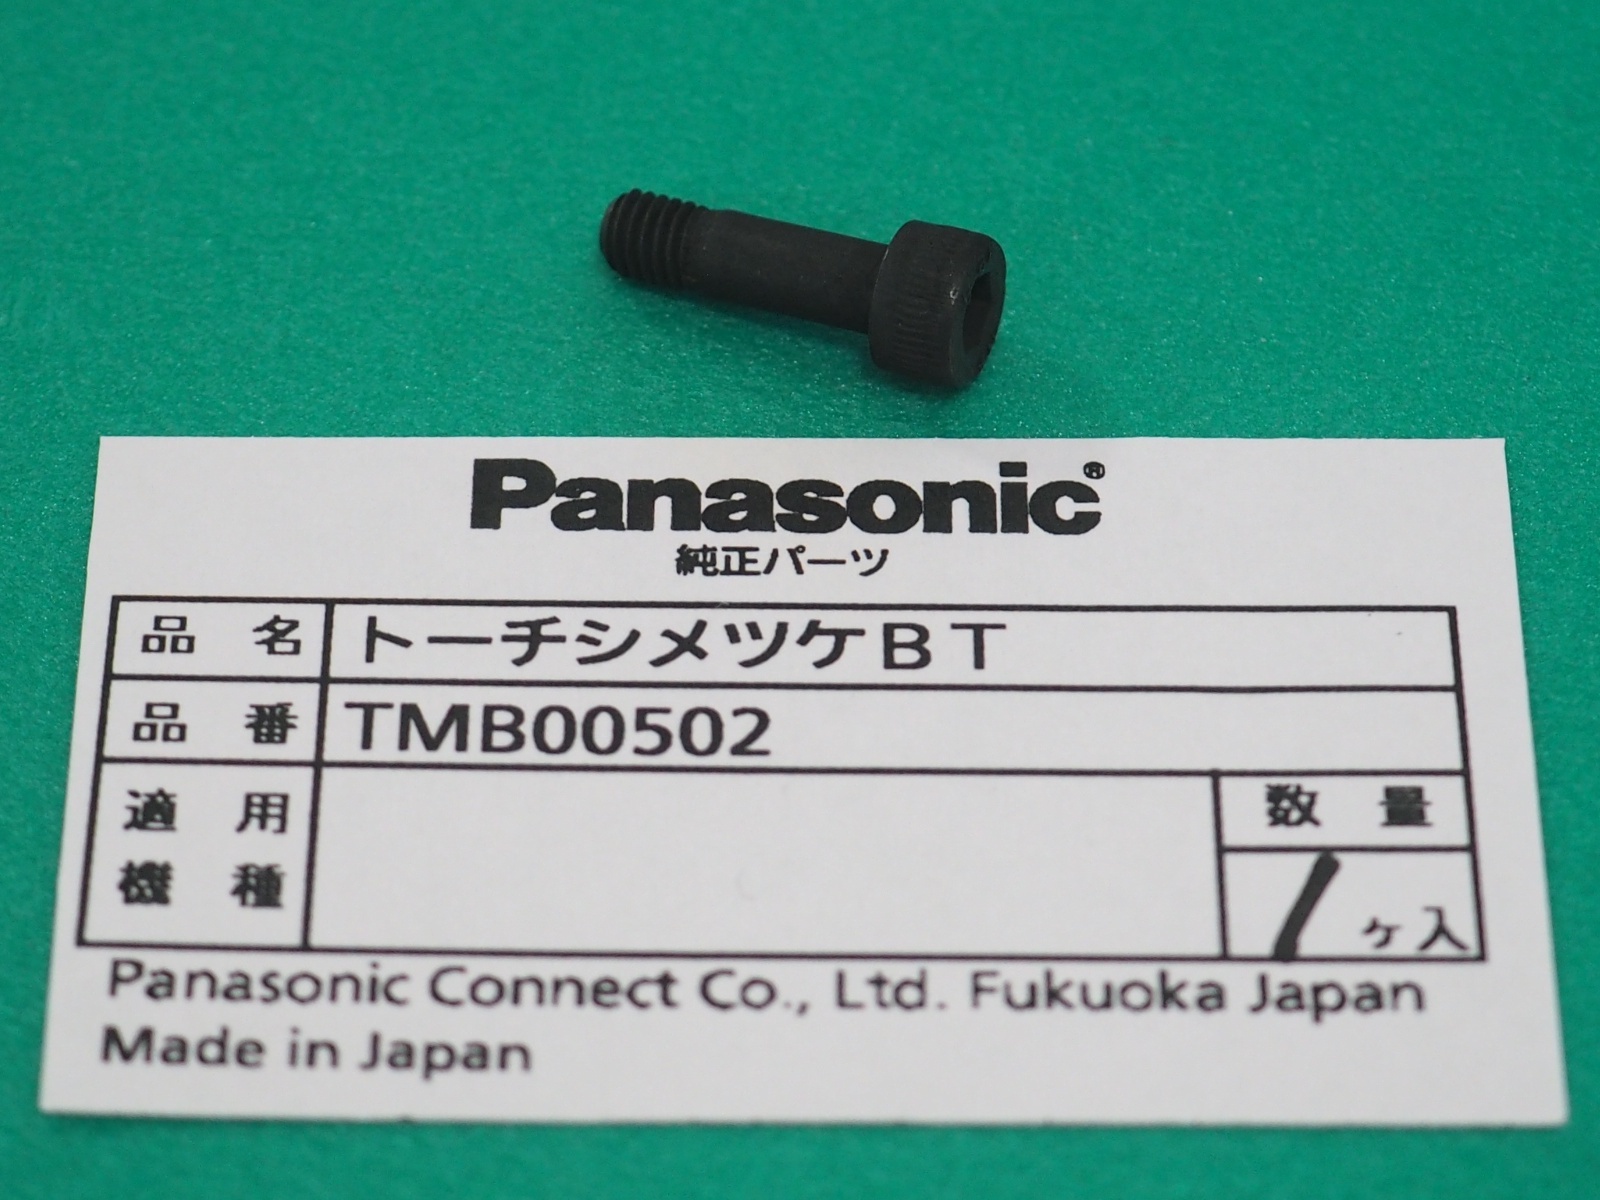 Panasonic®
純正パーツ
品 名 トーチシメツケBT
品 番 TMB00502
適 用
機 種
数 量
1 ヶ入
Panasonic Connect Co., Ltd. Fukuoka Japan
Made in Japan